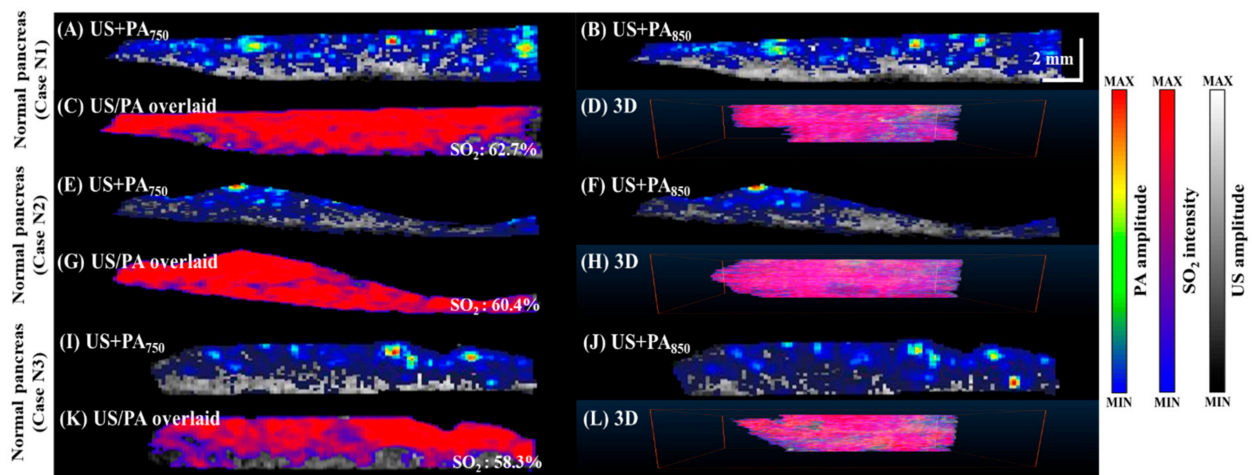 Normal pancreas
(Case N1)
(A) US+PA₇₅₀
(B) US+PA₈₅₀
2 mm
(C) US/PA overlaid
SO₂: 62.7%
(D) 3D
Normal pancreas
(Case N2)
(E) US+PA₇₅₀
(F) US+PA₈₅₀
(G) US/PA overlaid
SO₂: 60.4%
(H) 3D
Normal pancreas
(Case N3)
(I) US+PA₇₅₀
(J) US+PA₈₅₀
(K) US/PA overlaid
SO₂: 58.3%
(L) 3D
MAX MAX MAX
PA amplitude
SO₂ intensity
US amplitude
MIN MIN MIN